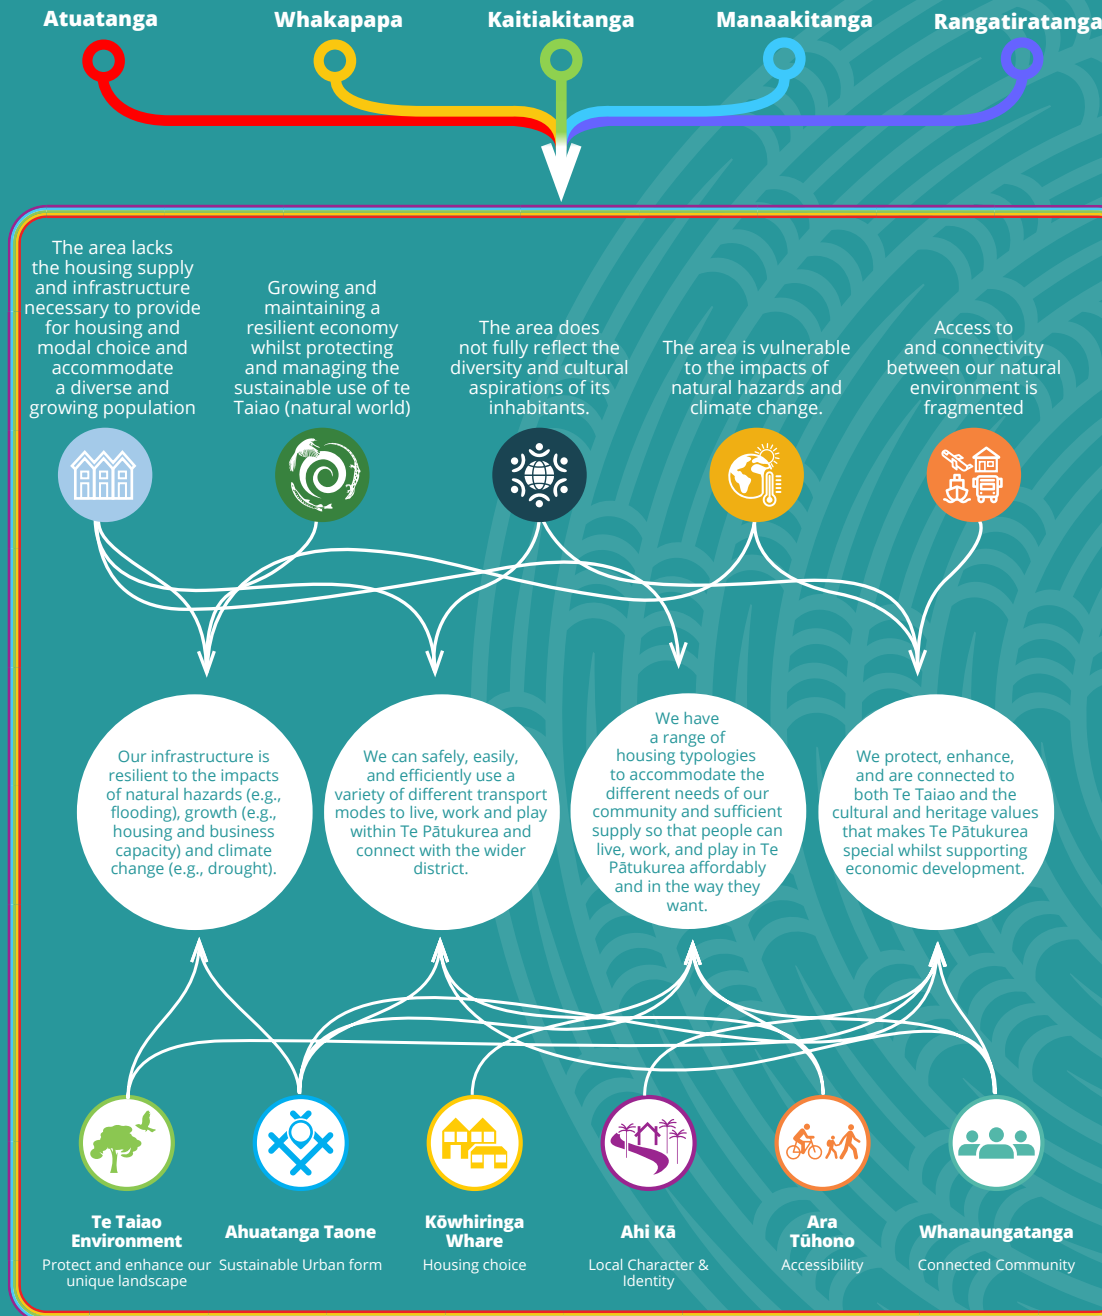 Atuatanga
Whakapapa
Kaitiakitanga
Manaakitanga
Rangatiratanga
The area lacks
the housing supply
and infrastructure
necessary to provide
for housing and
modal choice and
accommodate
a diverse and
growing population
Growing and
maintaining a
resilient economy
whilst protecting
and managing the
sustainable use of te
Taiao (natural world)
The area does
not fully reflect the
diversity and cultural
aspirations of its
inhabitants.
The area is vulnerable
to the impacts of
natural hazards and
climate change.
Access to
and connectivity
between our natural
environment is
fragmented
Our infrastructure is
resilient to the impacts
of natural hazards (e.g.,
flooding), growth (e.g.,
housing and business
capacity) and climate
change (e.g., drought).
We can safely, easily,
and efficiently use a
variety of different transport
modes to live, work and play
within Te Pātukurea and
connect with the wider
district.
We have
a range of
housing typologies
to accommodate the
different needs of our
community and sufficient
supply so that people can
live, work, and play in Te
Pātukurea affordably
and in the way they
want.
We protect, enhance,
and are connected to
both Te Taiao and the
cultural and heritage values
that makes Te Pātukurea
special whilst supporting
economic development.
Te Taiao
Environment
Protect and enhance our
unique landscape
Ahuatanga Taone
Sustainable Urban form
Kōwhiringa
Whare
Housing choice
Ahi Kā
Local Character &
Identity
Ara
Tūhono
Accessibility
Whanaungatanga
Connected Community